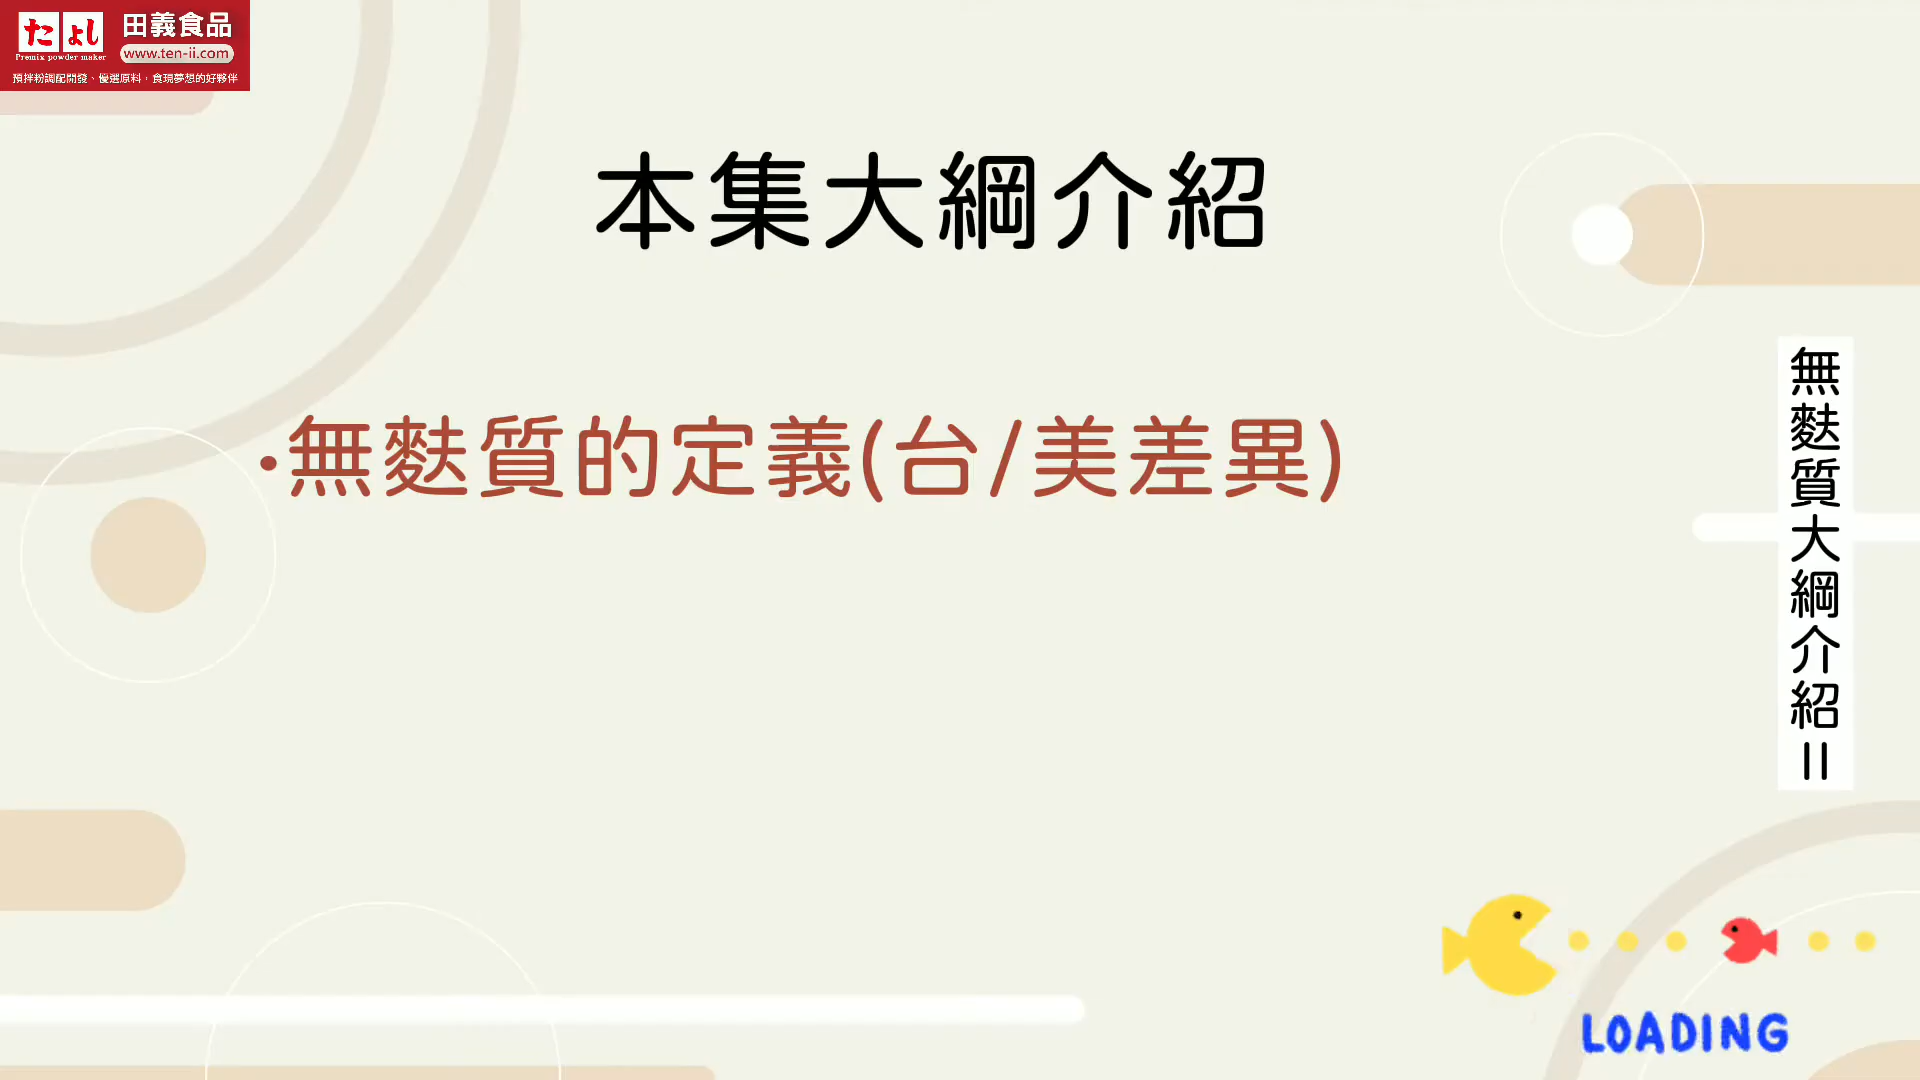 たよし
田義食品
Premix powder maker
www.ten-ii.com
預拌粉調配開發、優選原料，食現夢想的好夥伴
本集大綱介紹
•無麩質的定義(台/美差異)
無麩質大綱介紹=
LOADING